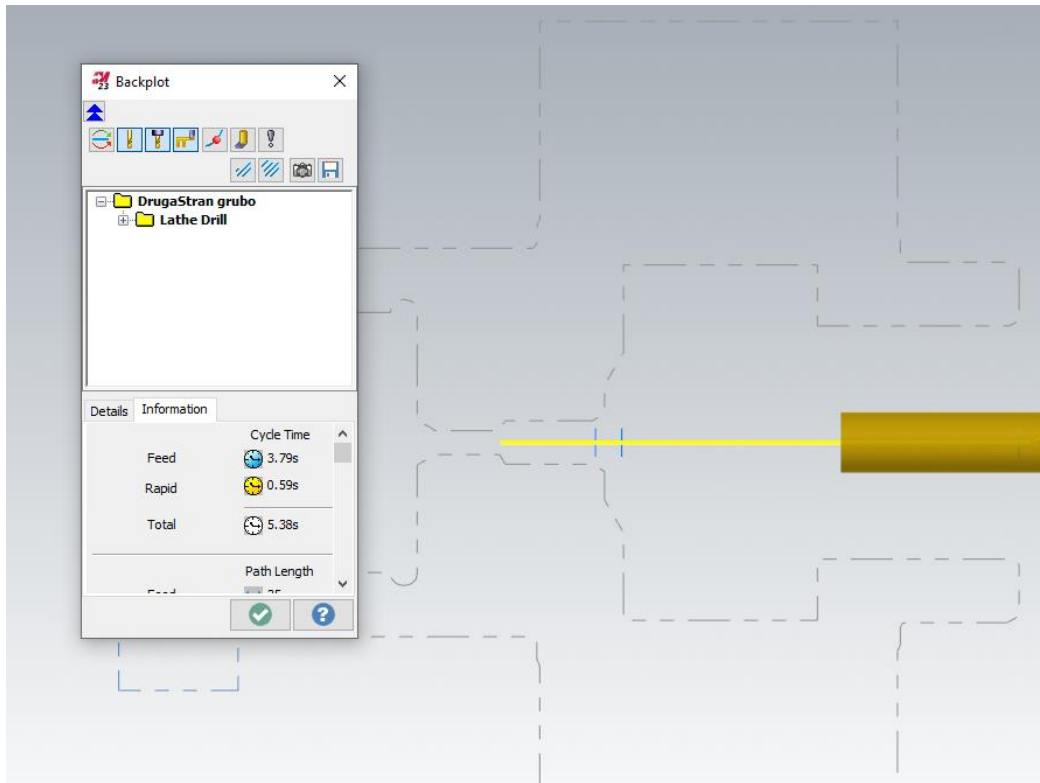 23 Backplot
DrugaStran grubo
Lathe Drill
Details Information
Cycle Time
Feed 3.79s
Rapid 0.59s
Total 5.38s
Path Length